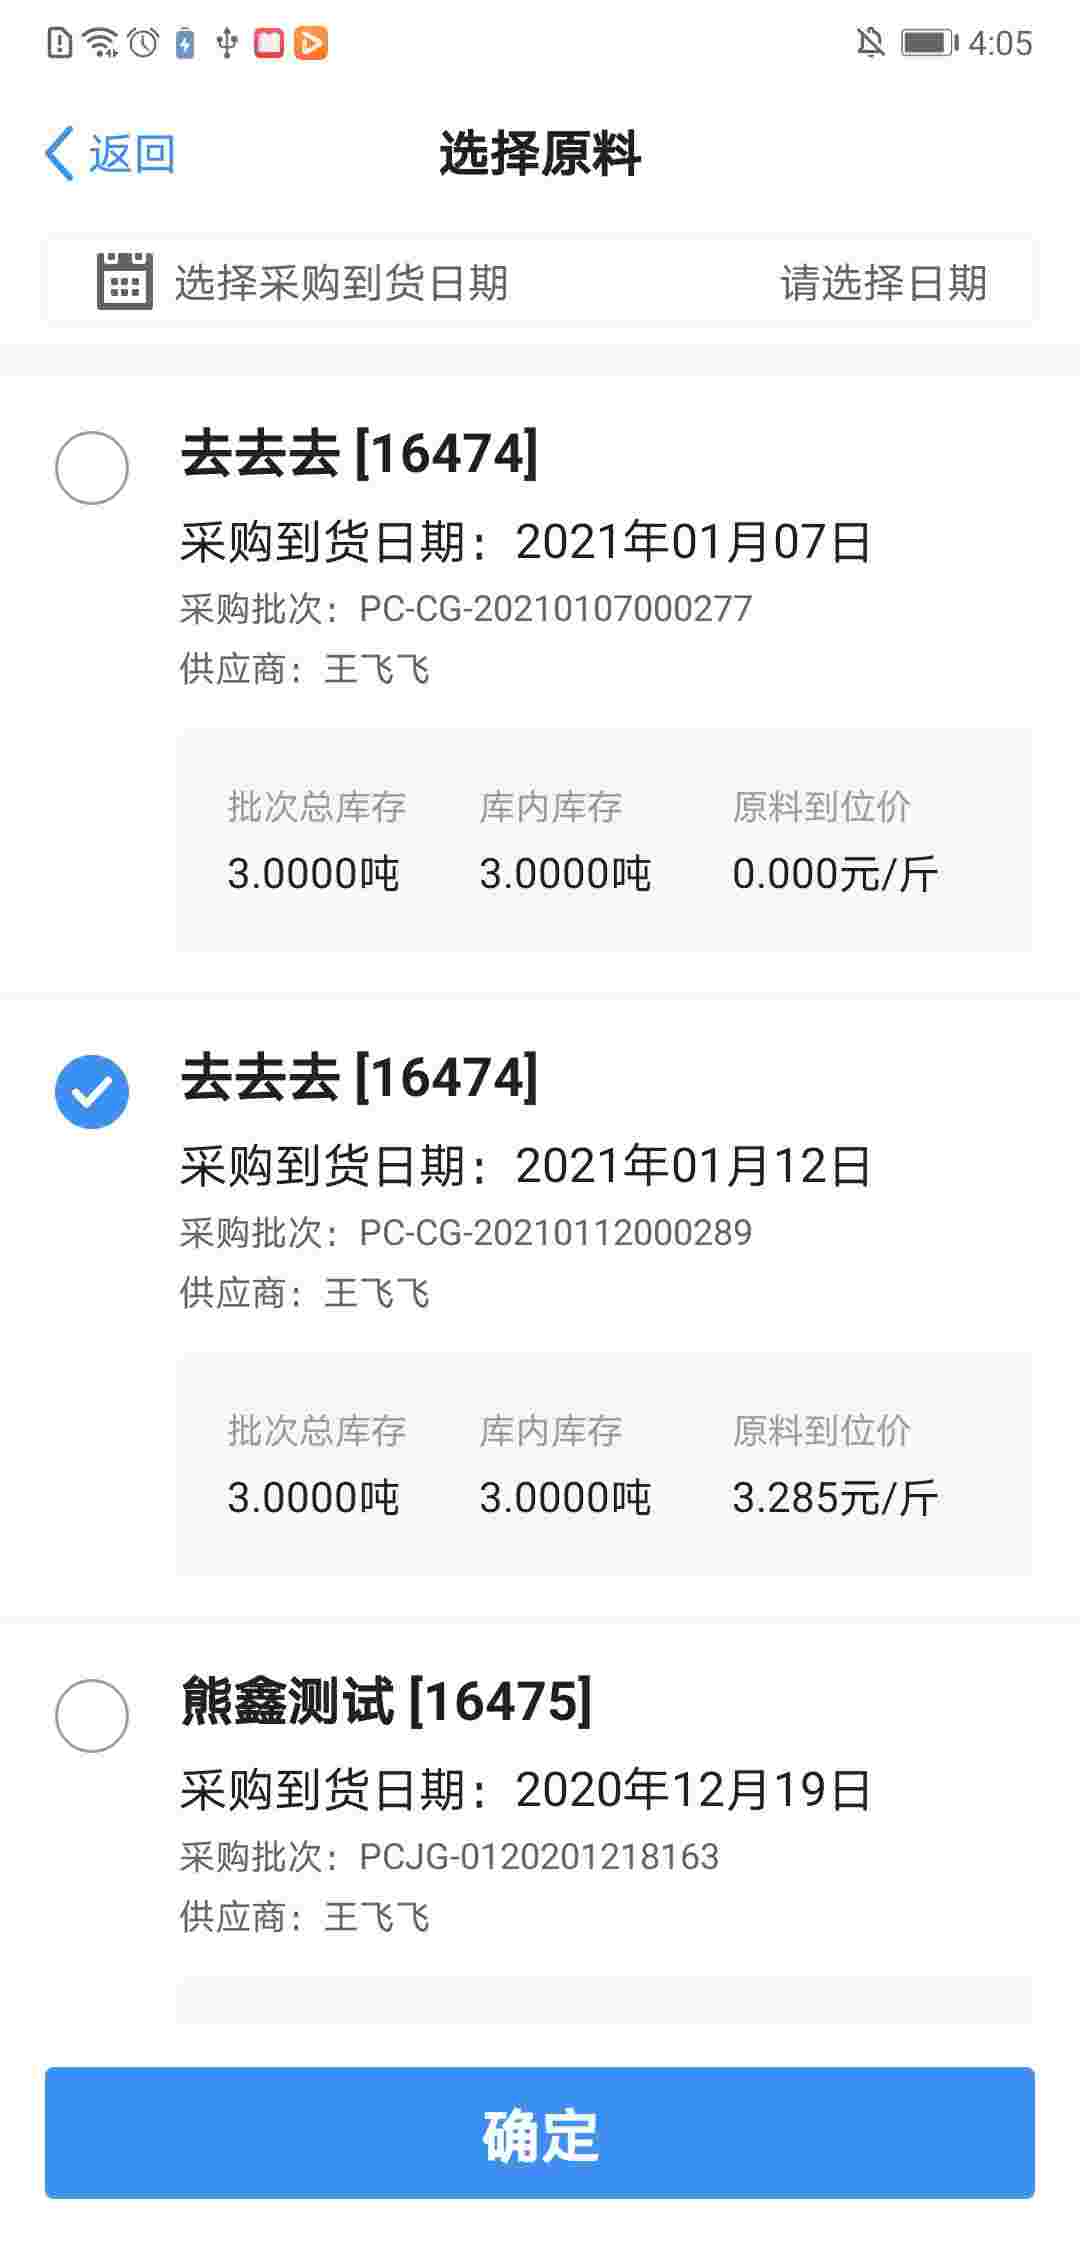 4:05
返回
选择原料
选择采购到货日期 请选择日期
去去去 [16474]
采购到货日期：2021年01月07日
采购批次：PC-CG-20210107000277
供应商：王飞飞
批次总库存 库内库存 原料到位价
3.0000吨 3.0000吨 0.000元/斤
去去去 [16474]
采购到货日期：2021年01月12日
采购批次：PC-CG-20210112000289
供应商：王飞飞
批次总库存 库内库存 原料到位价
3.0000吨 3.0000吨 3.285元/斤
熊鑫测试 [16475]
采购到货日期：2020年12月19日
采购批次：PCJG-0120201218163
供应商：王飞飞
确定